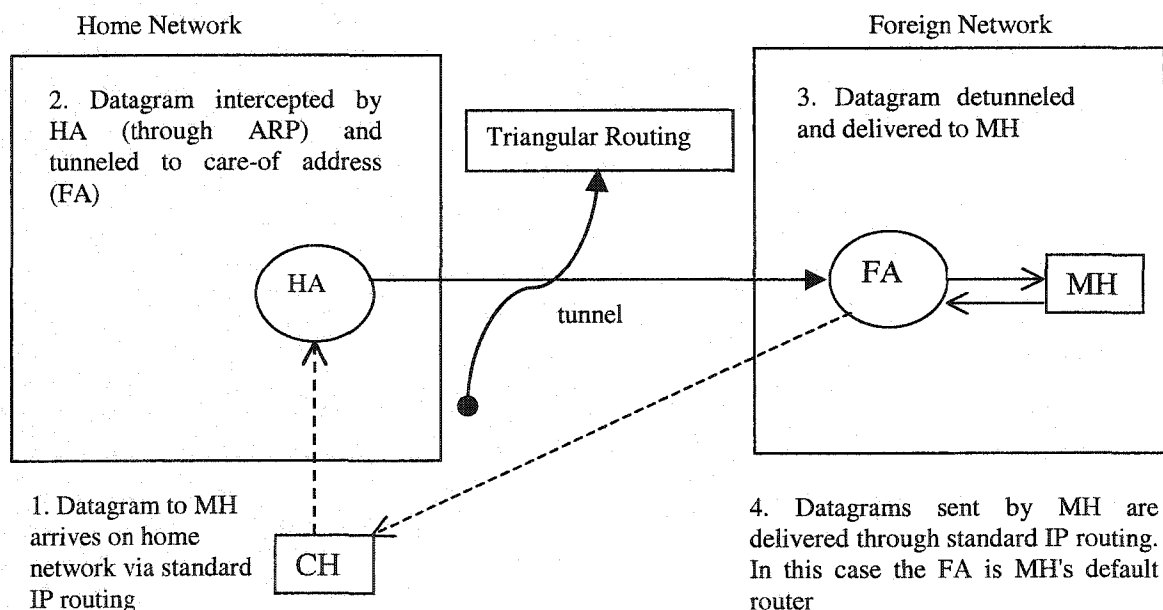 Home Network
Foreign Network
2. Datagram intercepted by
HA (through ARP) and
tunneled to care-of address
(FA)
Triangular Routing
3. Datagram detunneled
and delivered to MH
HA
tunnel
FA
MH
1. Datagram to MH
arrives on home
network via standard
IP routing
CH
4. Datagrams sent by MH are
delivered through standard IP routing.
In this case the FA is MH's default
router